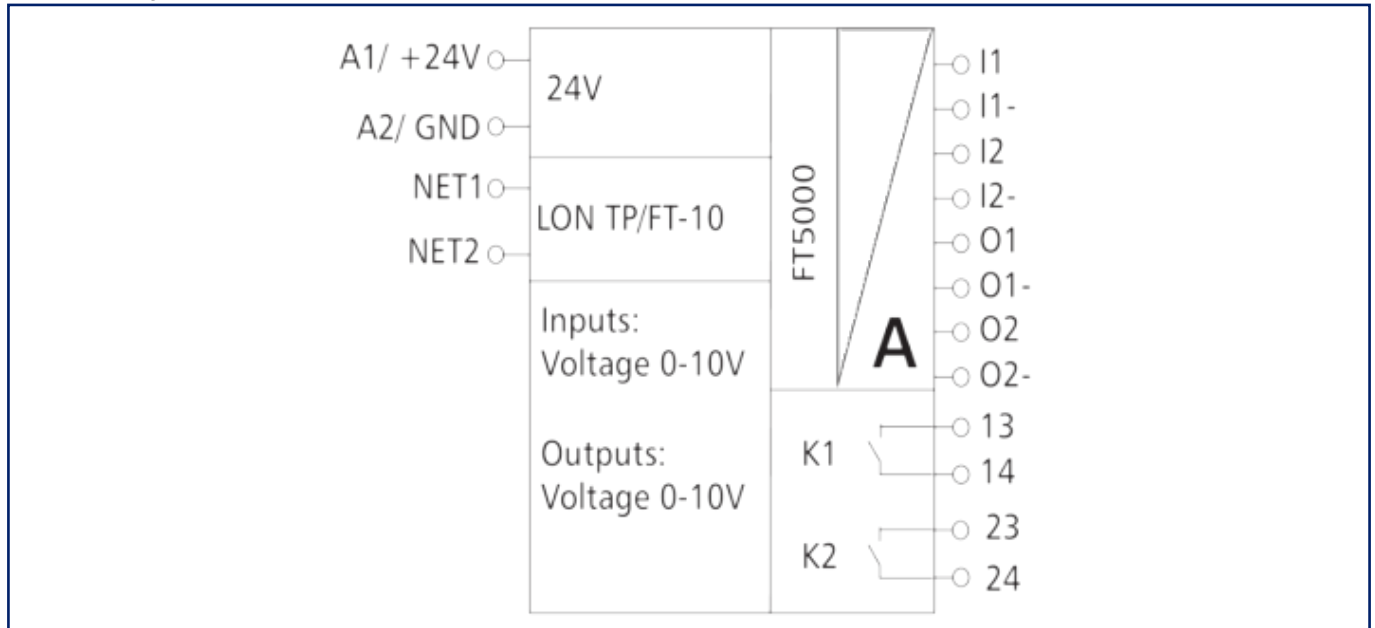 A1/ +24V
A2/ GND
NET1
NET2
24V
LON TP/FT-10
Inputs:
Voltage 0-10V
Outputs:
Voltage 0-10V
FT5000
A
I1
I1-
I2
I2-
O1
O1-
O2
O2-
K1
13
14
K2
23
24